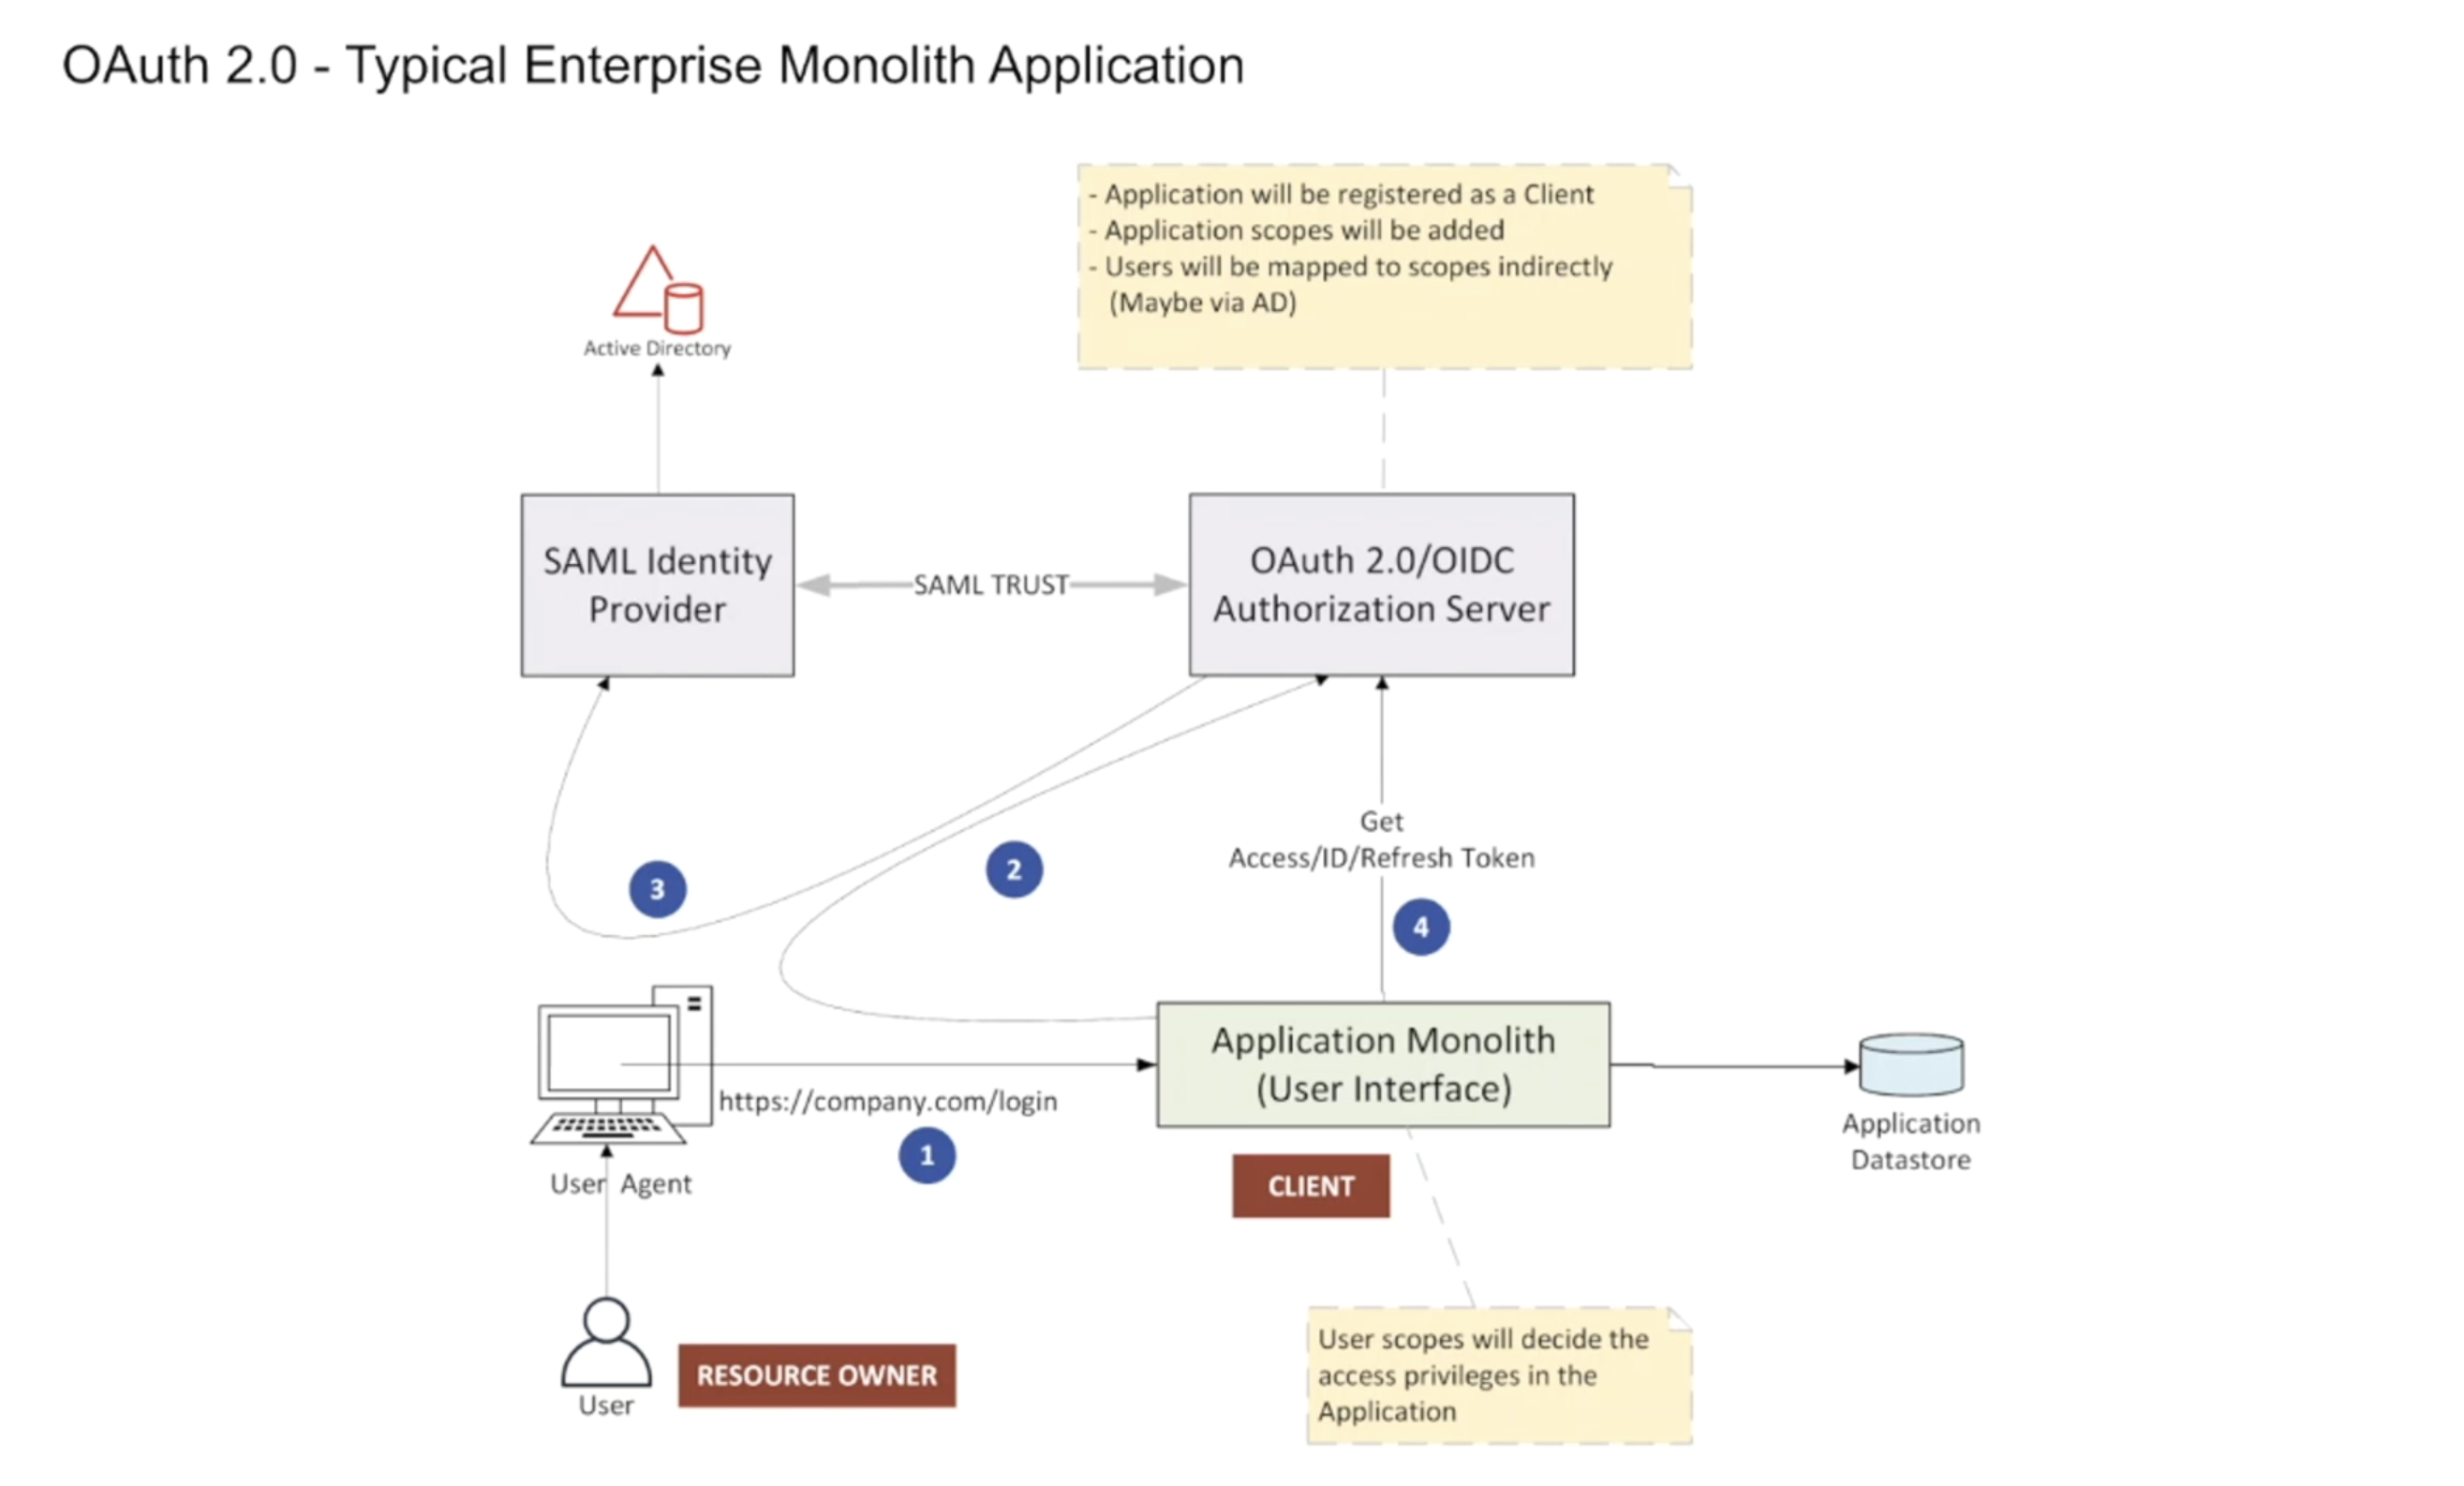 OAuth 2.0 - Typical Enterprise Monolith Application
- Application will be registered as a Client
- Application scopes will be added
- Users will be mapped to scopes indirectly
(Maybe via AD)
Active Directory
SAML Identity
Provider
SAML TRUST
OAuth 2.0/OIDC
Authorization Server
Get
Access/ID/Refresh Token
2
3
4
Application Monolith
(User Interface)
https://company.com/login
1
User Agent
CLIENT
Application
Datastore
RESOURCE OWNER
User
User scopes will decide the
access privileges in the
Application